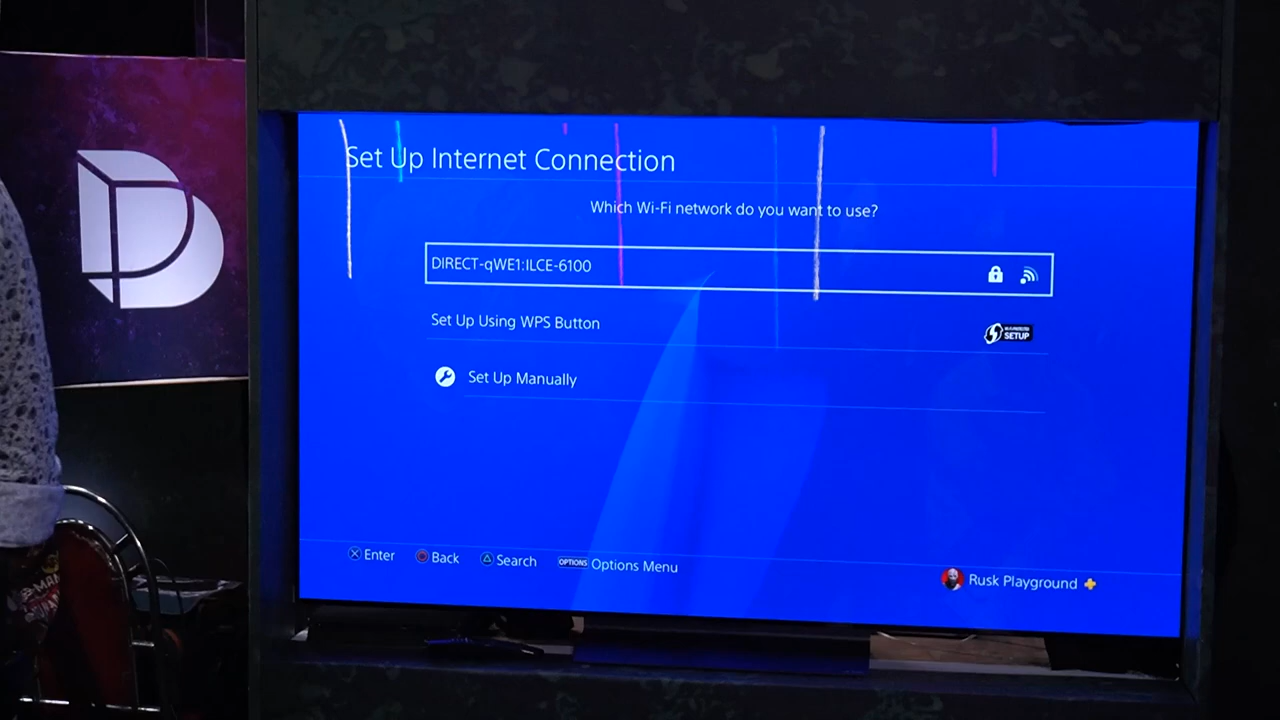 Set Up Internet Connection
Which Wi-Fi network do you want to use?
DIRECT-qWE1:ILCE-6100
Set Up Using WPS Button
SETUP
Set Up Manually
Enter Back Search OPTIONS Options Menu
Rusk Playground